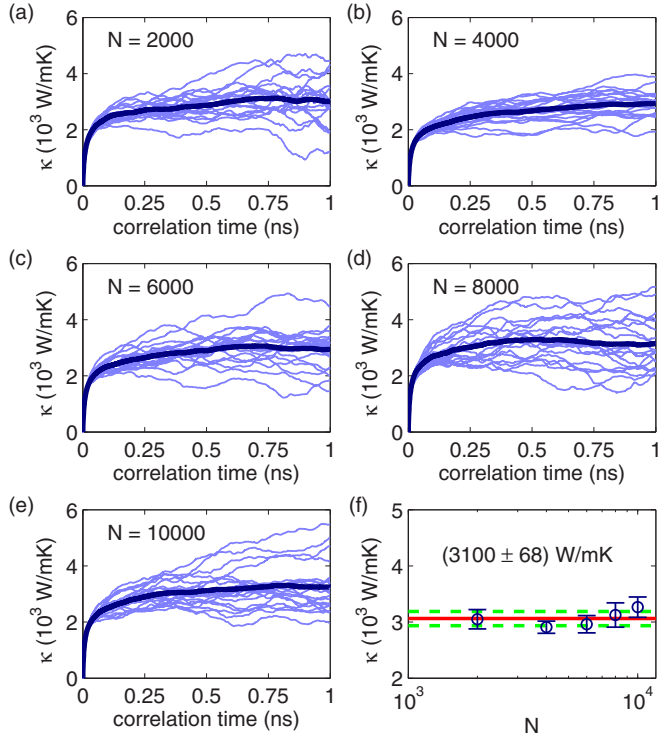 (a)
N = 2000
κ (10³ W/mK)
6
4
2
0
0 0.25 0.5 0.75 1
correlation time (ns)
(b)
N = 4000
κ (10³ W/mK)
6
4
2
0
0 0.25 0.5 0.75 1
correlation time (ns)
(c)
N = 6000
κ (10³ W/mK)
6
4
2
0
0 0.25 0.5 0.75 1
correlation time (ns)
(d)
N = 8000
κ (10³ W/mK)
6
4
2
0
0 0.25 0.5 0.75 1
correlation time (ns)
(e)
N = 10000
κ (10³ W/mK)
6
4
2
0
0 0.25 0.5 0.75 1
correlation time (ns)
(f)
(3100 ± 68) W/mK
κ (10³ W/mK)
5
4
3
2
10³ 10⁴
N